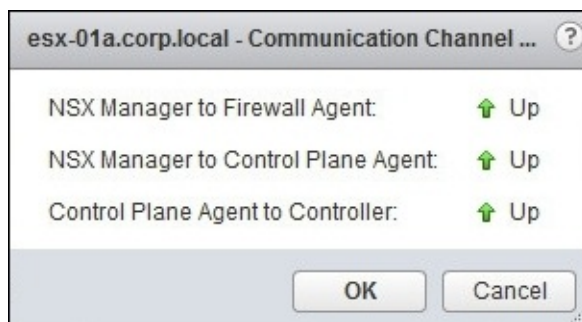 esx-01a.corp.local - Communication Channel ... ?
NSX Manager to Firewall Agent: Up
NSX Manager to Control Plane Agent: Up
Control Plane Agent to Controller: Up
OK Cancel